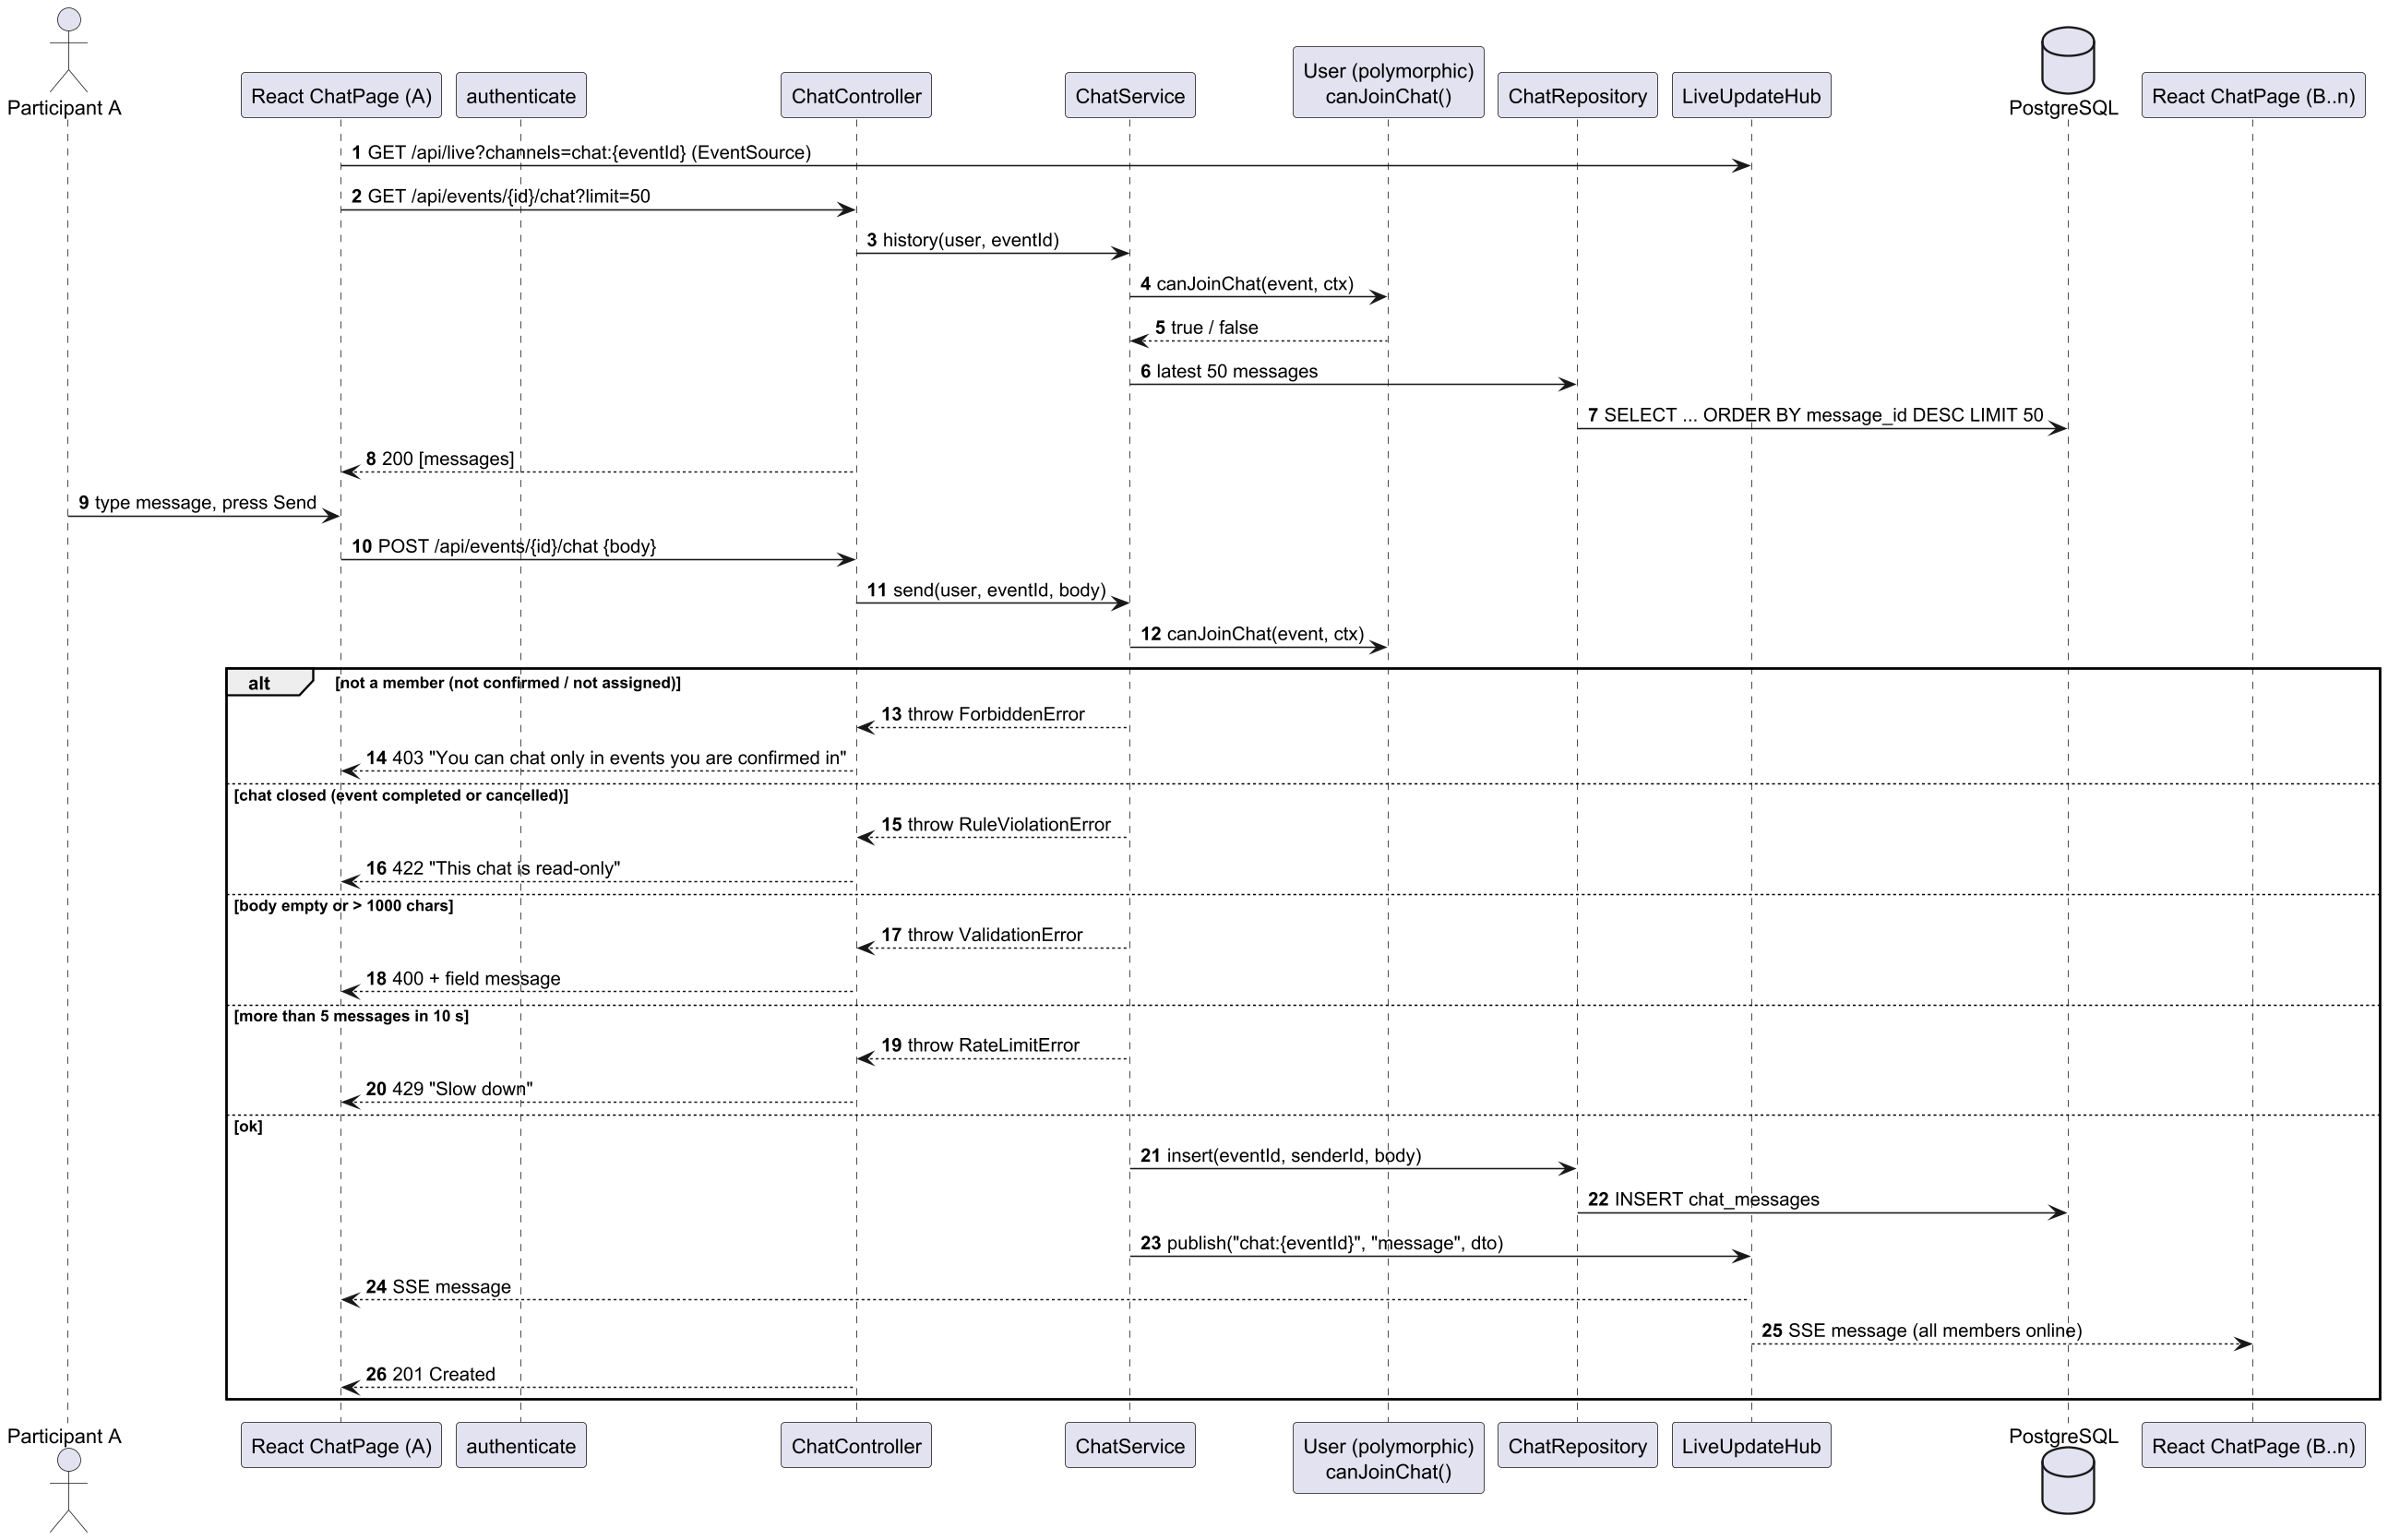 Participant A
React ChatPage (A)
authenticate
ChatController
ChatService
User (polymorphic)
canJoinChat()
ChatRepository
LiveUpdateHub
PostgreSQL
React ChatPage (B..n)
1 GET /api/live?channels=chat:{eventId} (EventSource)
2 GET /api/events/{id}/chat?limit=50
3 history(user, eventId)
4 canJoinChat(event, ctx)
5 true / false
6 latest 50 messages
7 SELECT ... ORDER BY message_id DESC LIMIT 50
8 200 [messages]
9 type message, press Send
10 POST /api/events/{id}/chat {body}
11 send(user, eventId, body)
12 canJoinChat(event, ctx)
alt [not a member (not confirmed / not assigned)]
13 throw ForbiddenError
14 403 "You can chat only in events you are confirmed in"
[chat closed (event completed or cancelled)]
15 throw RuleViolationError
16 422 "This chat is read-only"
[body empty or > 1000 chars]
17 throw ValidationError
18 400 + field message
[more than 5 messages in 10 s]
19 throw RateLimitError
20 429 "Slow down"
[ok]
21 insert(eventId, senderId, body)
22 INSERT chat_messages
23 publish("chat:{eventId}", "message", dto)
24 SSE message
25 SSE message (all members online)
26 201 Created
Participant A
React ChatPage (A)
authenticate
ChatController
ChatService
User (polymorphic)
canJoinChat()
ChatRepository
LiveUpdateHub
PostgreSQL
React ChatPage (B..n)